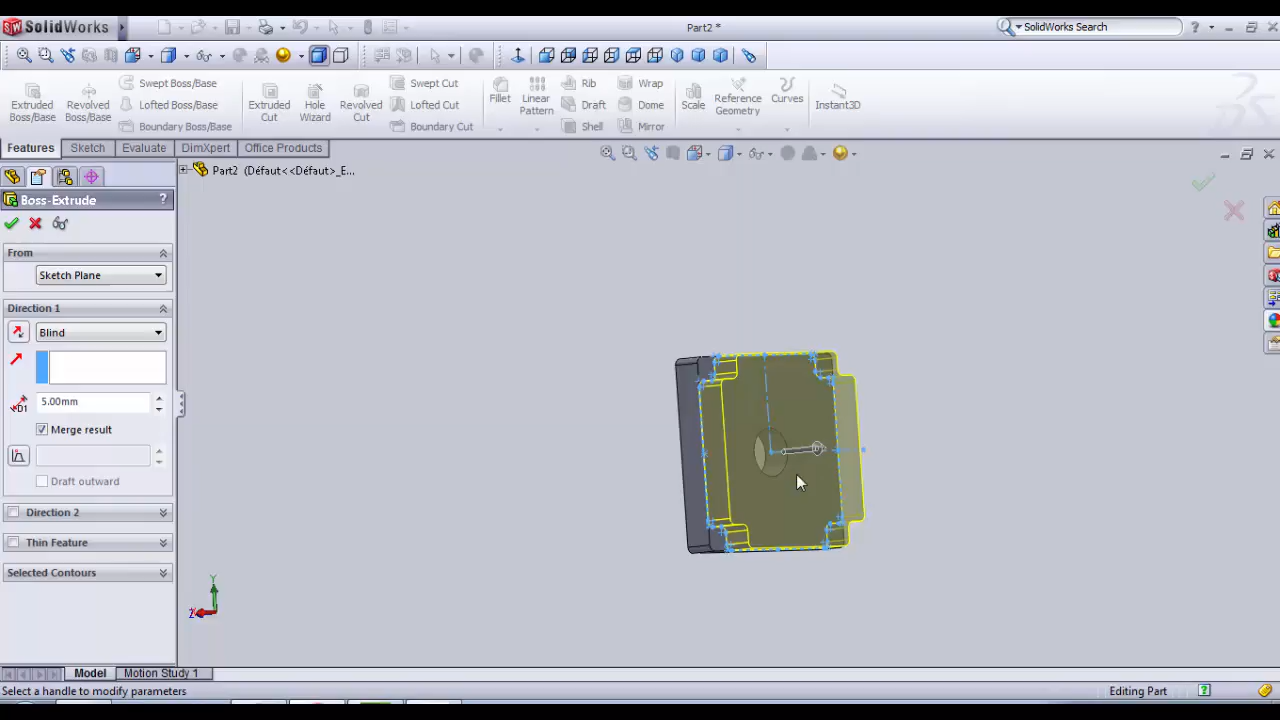 SolidWorks
Part2 *
SolidWorks Search
Extruded Boss/Base
Revolved Boss/Base
Swept Boss/Base
Lofted Boss/Base
Boundary Boss/Base
Extruded Cut
Hole Wizard
Revolved Cut
Swept Cut
Lofted Cut
Boundary Cut
Fillet
Linear Pattern
Rib
Draft
Shell
Wrap
Dome
Mirror
Scale
Reference Geometry
Curves
Instant3D
Features
Sketch
Evaluate
DimXpert
Office Products
Part2 (Défaut<<Défaut>_E...
Boss-Extrude
?
From
Sketch Plane
Direction 1
Blind
D1
5.00mm
Merge result
Draft outward
Direction 2
Thin Feature
Selected Contours
Y
Z
Model
Motion Study 1
Select a handle to modify parameters
Editing Part